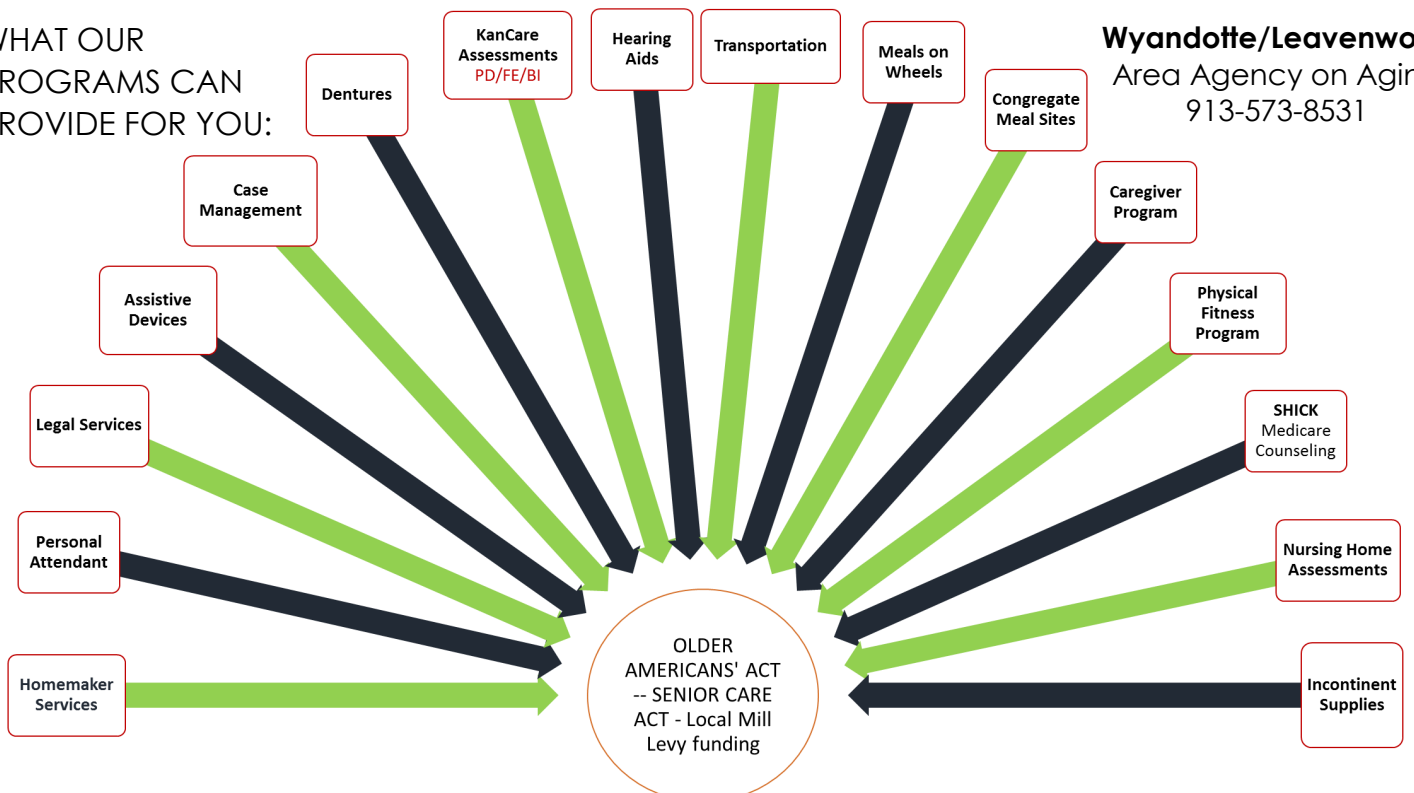 WHAT OUR
PROGRAMS CAN
PROVIDE FOR YOU:
Wyandotte/Leavenwo
Area Agency on Agin
913-573-8531
Homemaker
Services
Personal
Attendant
Legal Services
Assistive
Devices
Case
Management
Dentures
KanCare
Assessments
PD/FE/BI
Hearing
Aids
Transportation
Meals on
Wheels
Congregate
Meal Sites
Caregiver
Program
Physical
Fitness
Program
SHICK
Medicare
Counseling
Nursing Home
Assessments
Incontinent
Supplies
OLDER
AMERICANS' ACT
-- SENIOR CARE
ACT - Local Mill
Levy funding